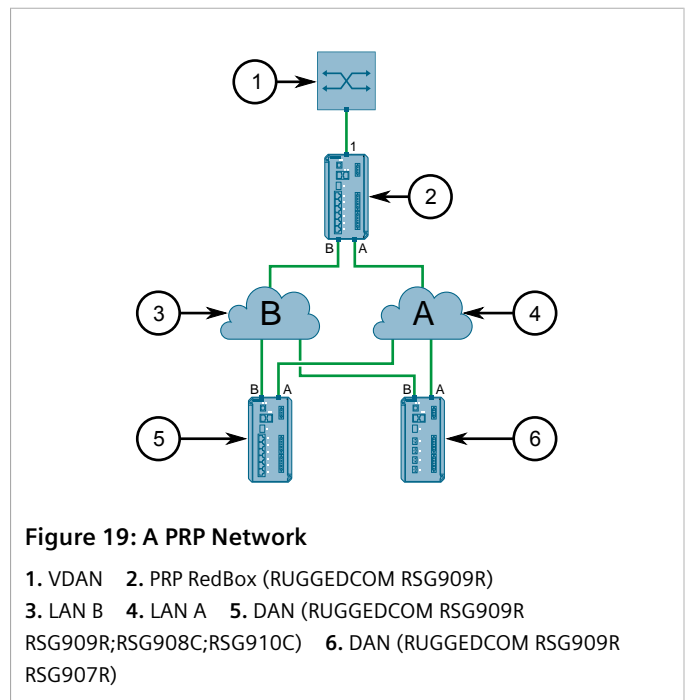 1
1
2
B A
3
B
A
4
B A
B A
5
6
Figure 19: A PRP Network
1. VDAN 2. PRP RedBox (RUGGEDCOM RSG909R)
3. LAN B 4. LAN A 5. DAN (RUGGEDCOM RSG909R
RSG909R;RSG908C;RSG910C) 6. DAN (RUGGEDCOM RSG909R
RSG907R)